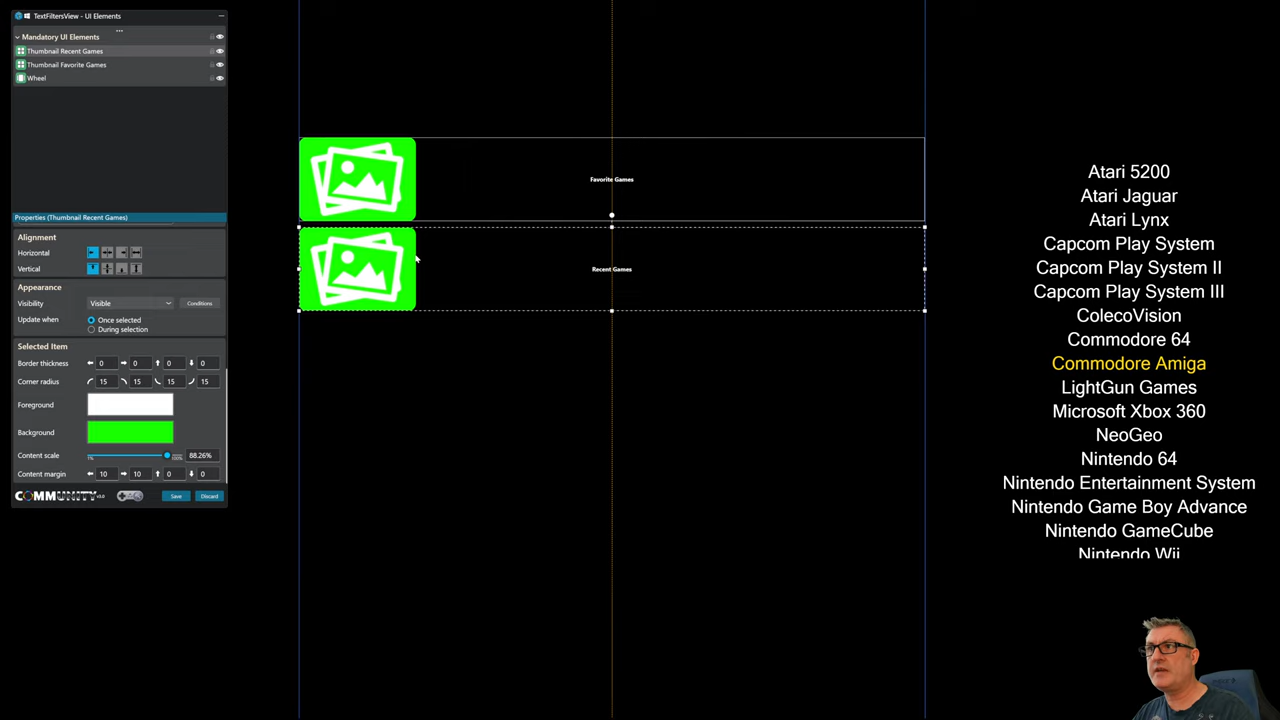 TextFiltersView - UI Elements
Mandatory UI Elements
Thumbnail Recent Games
Thumbnail Favorite Games
Wheel
Properties (Thumbnail Recent Games)
Alignment
Horizontal
Vertical
Appearance
Visibility Visible Conditions
Update when Once selected
During selection
Selected Item
Border thickness 0 0 0 0
Corner radius 15 15 15 15
Foreground
Background
Content scale 1% 100% 88.26%
Content margin 10 10 0 0
COMMUNITY v3.0 Save Discard
Favorite Games
Recent Games
Atari 5200
Atari Jaguar
Atari Lynx
Capcom Play System
Capcom Play System II
Capcom Play System III
ColecoVision
Commodore 64
Commodore Amiga
LightGun Games
Microsoft Xbox 360
NeoGeo
Nintendo 64
Nintendo Entertainment System
Nintendo Game Boy Advance
Nintendo GameCube
Nintendo Wii